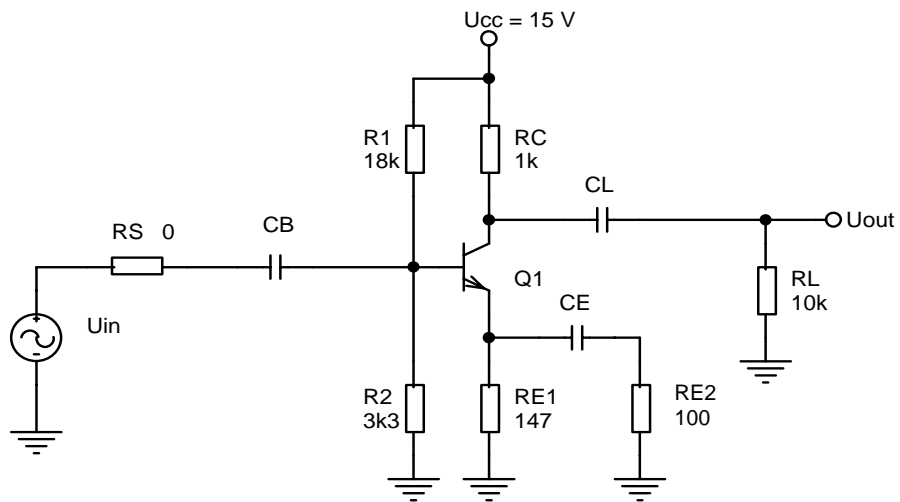 Ucc = 15 V
R1
18k
RC
1k
CL
CB
RS 0
Uout
Q1
RL
10k
CE
Uin
+
-
R2
3k3
RE1
147
RE2
100